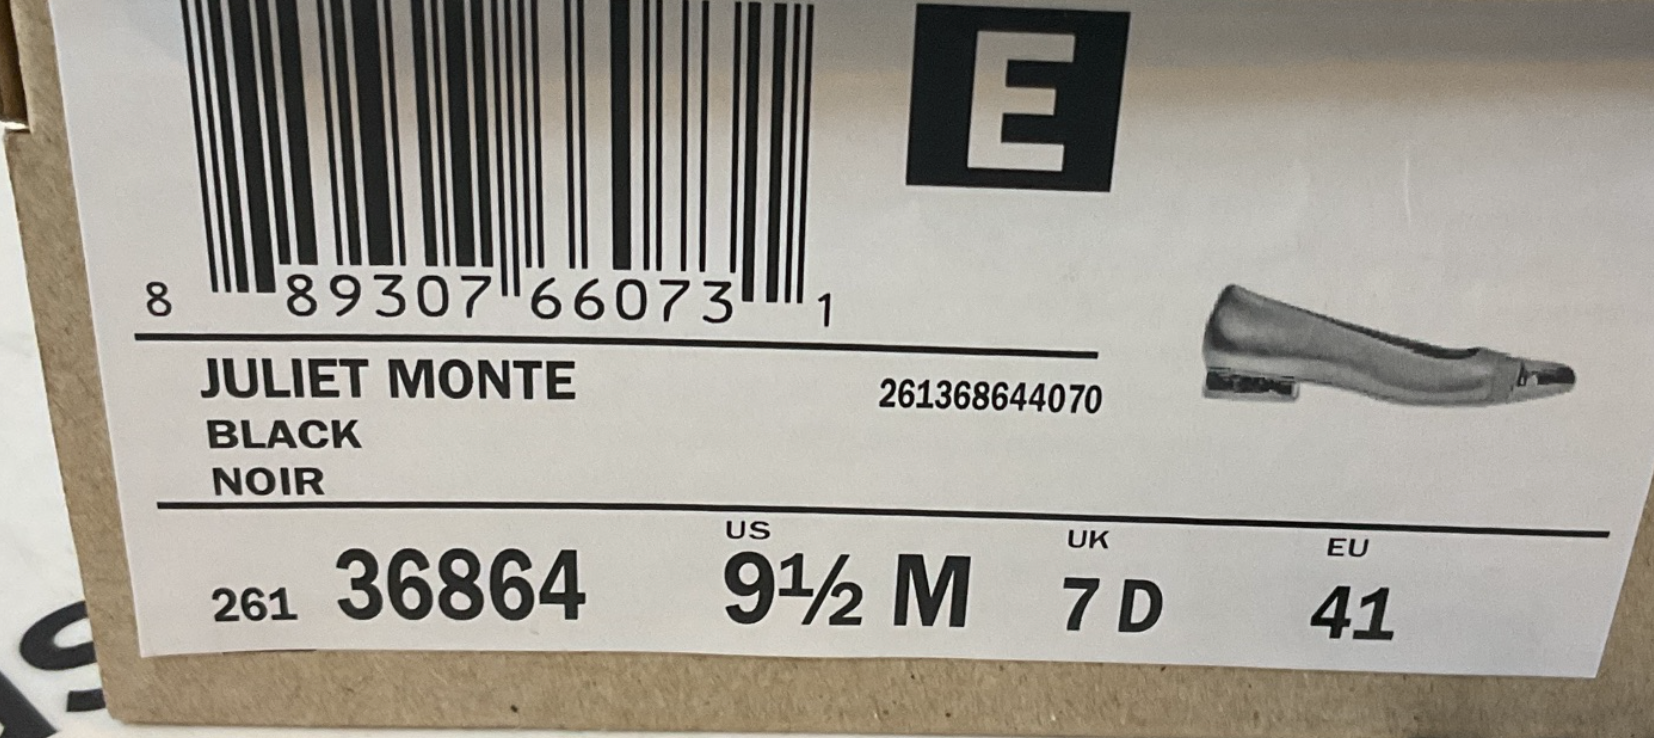 E
8 89307 66073 1
JULIET MONTE
261368644070
BLACK
NOIR
US UK EU
261 36864 9½ M 7 D 41